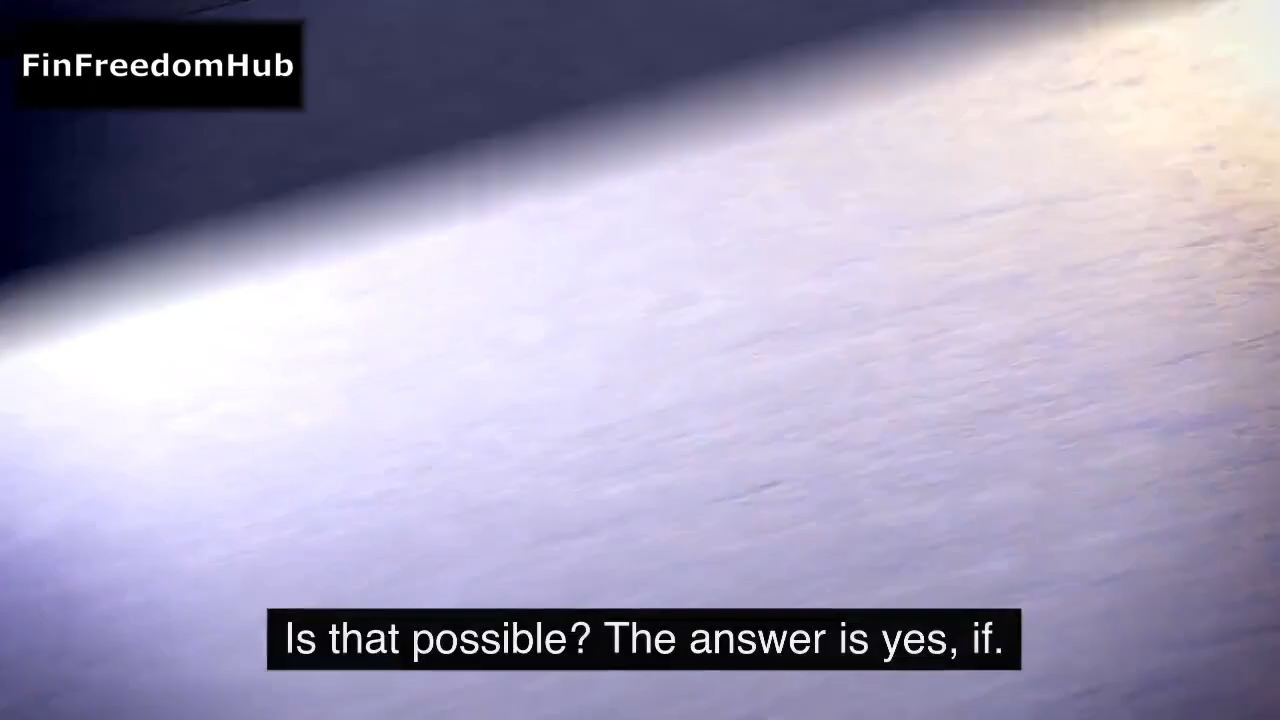 FinFreedomHub
Is that possible? The answer is yes, if.